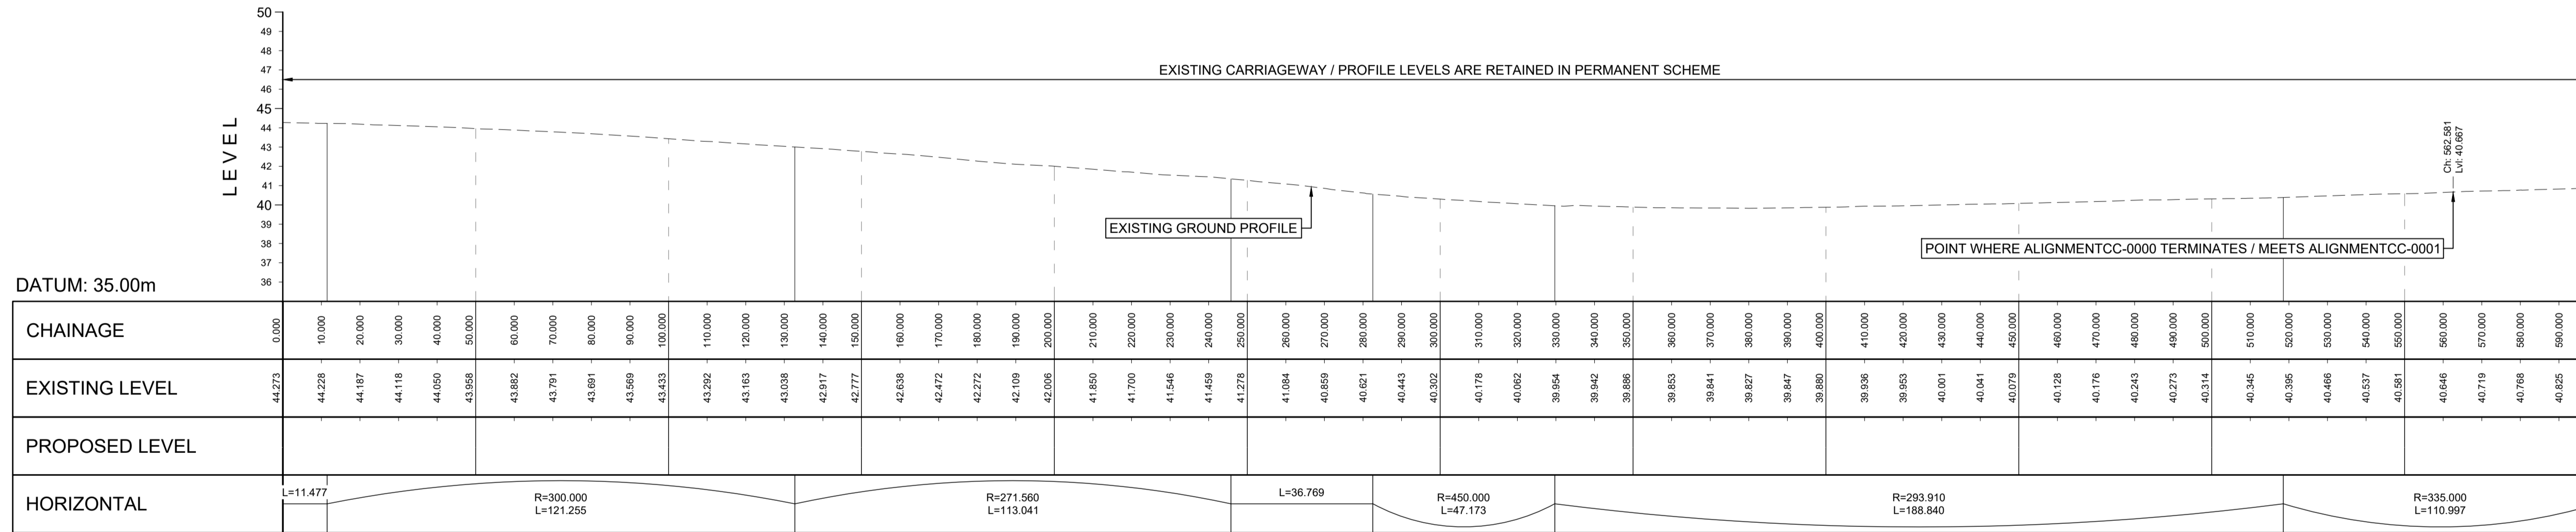 50
49
48
47
46
45
44
43
42
41
40
39
38
37
36
LEVEL
EXISTING CARRIAGEWAY / PROFILE LEVELS ARE RETAINED IN PERMANENT SCHEME
Ch: 562.581
Lvl: 40.667
EXISTING GROUND PROFILE
POINT WHERE ALIGNMENTCC-0000 TERMINATES / MEETS ALIGNMENTCC-0001
DATUM: 35.00m
CHAINAGE 0.000 10.000 20.000 30.000 40.000 50.000 60.000 70.000 80.000 90.000 100.000 110.000 120.000 130.000 140.000 150.000 160.000 170.000 180.000 190.000 200.000 210.000 220.000 230.000 240.000 250.000 260.000 270.000 280.000 290.000 300.000 310.000 320.000 330.000 340.000 350.000 360.000 370.000 380.000 390.000 400.000 410.000 420.000 430.000 440.000 450.000 460.000 470.000 480.000 490.000 500.000 510.000 520.000 530.000 540.000 550.000 560.000 570.000 580.000 590.000
EXISTING LEVEL 44.273 44.228 44.187 44.118 44.050 43.958 43.882 43.791 43.691 43.569 43.433 43.292 43.163 43.038 42.917 42.777 42.638 42.472 42.272 42.109 42.006 41.850 41.700 41.546 41.459 41.278 41.084 40.859 40.621 40.443 40.302 40.178 40.062 39.954 39.942 39.886 39.853 39.841 39.827 39.847 39.880 39.936 39.953 40.001 40.041 40.079 40.128 40.176 40.243 40.273 40.314 40.345 40.395 40.466 40.537 40.581 40.646 40.719 40.768 40.825
PROPOSED LEVEL
HORIZONTAL
L=11.477
R=300.000
L=121.255
R=271.560
L=113.041
L=36.769
R=450.000
L=47.173
R=293.910
L=188.840
R=335.000
L=110.997